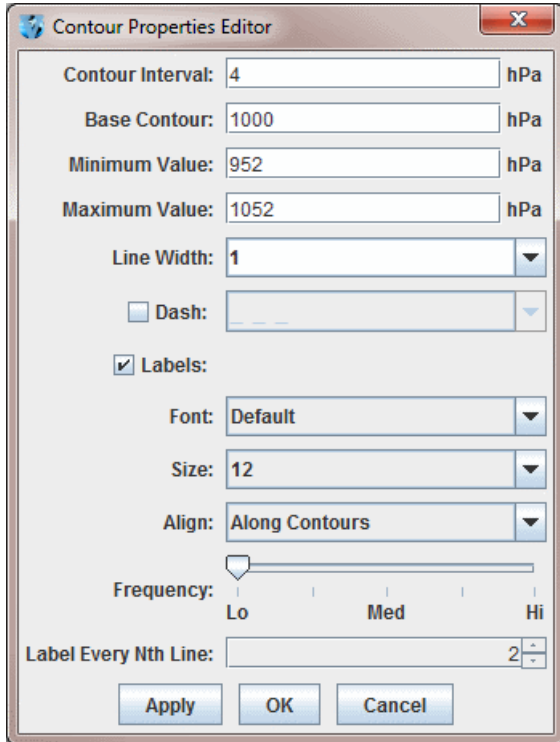 Contour Properties Editor
Contour Interval: 4 hPa
Base Contour: 1000 hPa
Minimum Value: 952 hPa
Maximum Value: 1052 hPa
Line Width: 1
Dash:
Labels:
Font: Default
Size: 12
Align: Along Contours
Frequency:
Lo Med Hi
Label Every Nth Line: 2
Apply OK Cancel